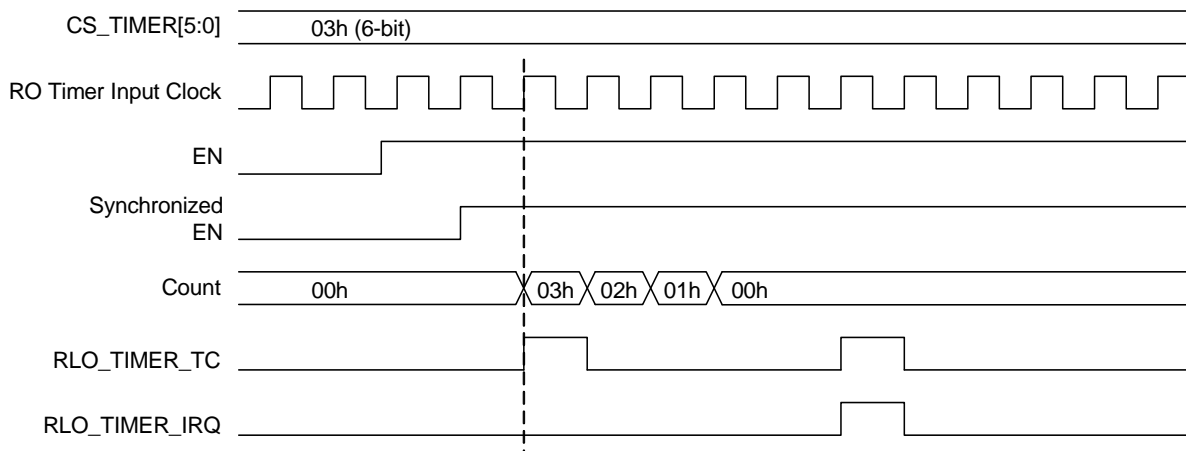 CS_TIMER[5:0]
03h (6-bit)
RO Timer Input Clock
EN
Synchronized
EN
Count
00h
03h
02h
01h
00h
RLO_TIMER_TC
RLO_TIMER_IRQ